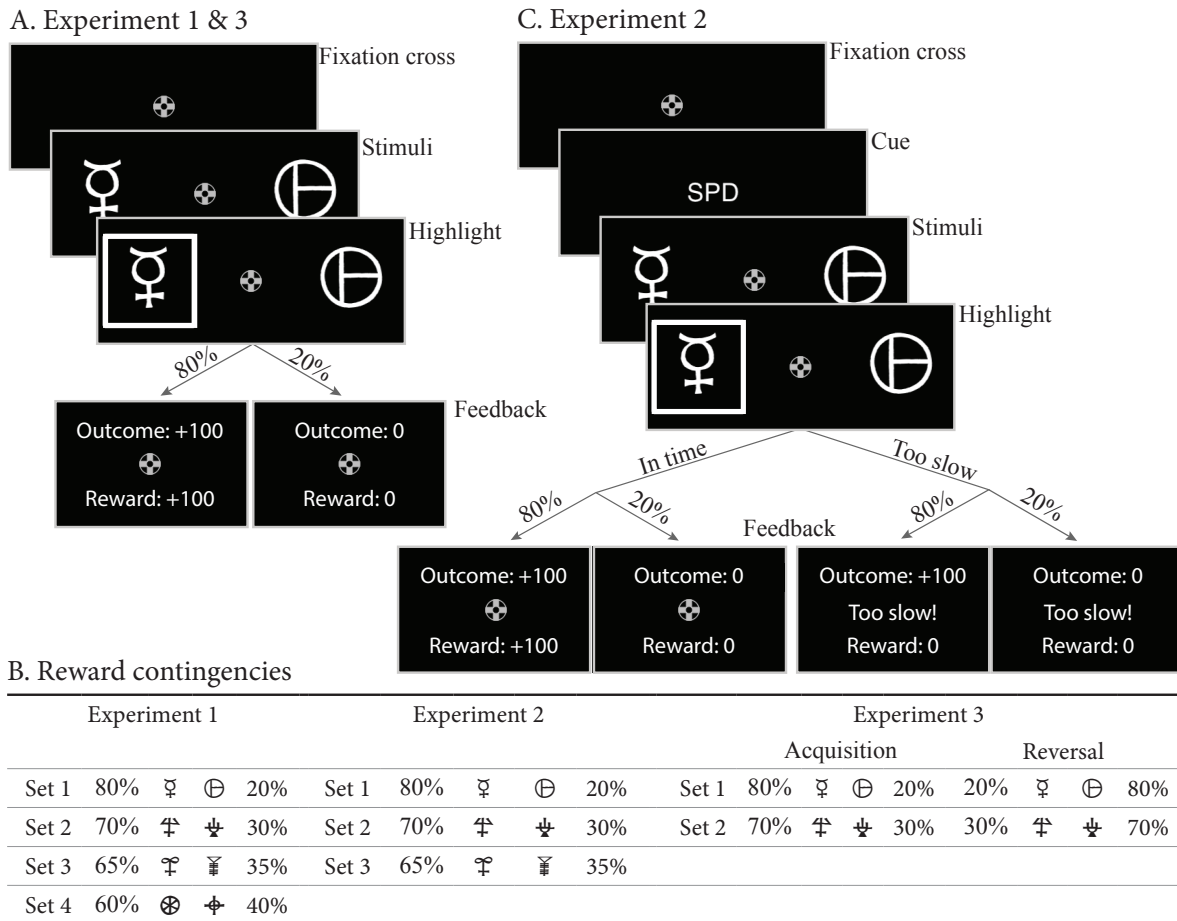 A. Experiment 1 & 3
Fixation cross
Stimuli
Highlight
80%
20%
Feedback
Outcome: +100
Reward: +100
Outcome: 0
Reward: 0
C. Experiment 2
Fixation cross
Cue
SPD
Stimuli
Highlight
In time
Too slow
80%
20%
80%
20%
Feedback
Outcome: +100
Reward: +100
Outcome: 0
Reward: 0
Outcome: +100
Too slow!
Reward: 0
Outcome: 0
Too slow!
Reward: 0
B. Reward contingencies
Experiment 1 Experiment 2 Experiment 3
Acquisition Reversal
Set 1 80% 20% Set 1 80% 20% Set 1 80% 20% 20% 80%
Set 2 70% 30% Set 2 70% 30% Set 2 70% 30% 30% 70%
Set 3 65% 35% Set 3 65% 35%
Set 4 60% 40%